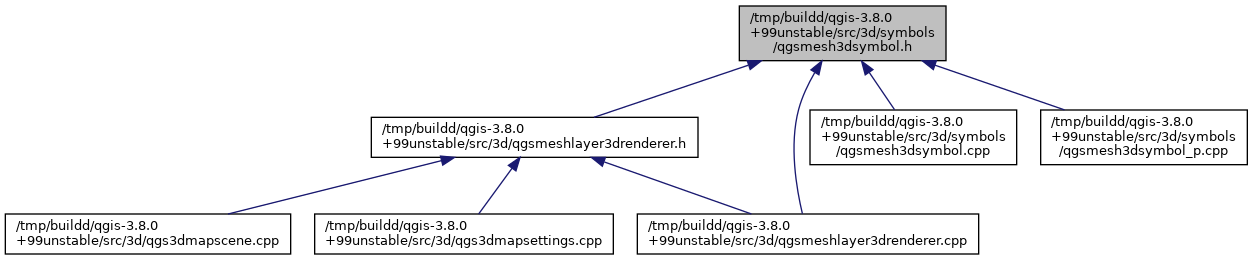 /tmp/buildd/qgis-3.8.0
+99unstable/src/3d/symbols
/qgsmesh3dsymbol.h
/tmp/buildd/qgis-3.8.0
+99unstable/src/3d/qgsmeshlayer3drenderer.h
/tmp/buildd/qgis-3.8.0
+99unstable/src/3d/symbols
/qgsmesh3dsymbol.cpp
/tmp/buildd/qgis-3.8.0
+99unstable/src/3d/symbols
/qgsmesh3dsymbol_p.cpp
/tmp/buildd/qgis-3.8.0
+99unstable/src/3d/qgs3dmapscene.cpp
/tmp/buildd/qgis-3.8.0
+99unstable/src/3d/qgs3dmapsettings.cpp
/tmp/buildd/qgis-3.8.0
+99unstable/src/3d/qgsmeshlayer3drenderer.cpp